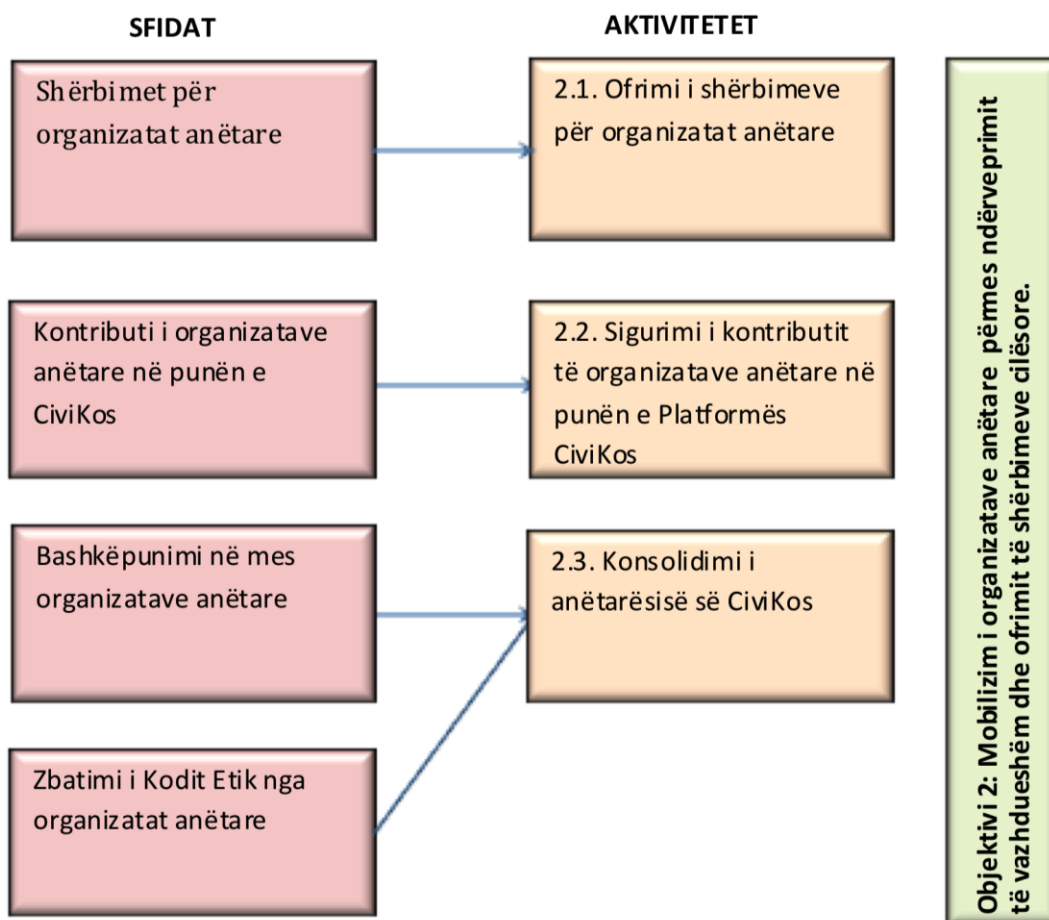 SFIDAT
AKTIVITETET
Shërbimet për
organizatat anëtare
2.1. Ofrimi i shërbimeve
për organizatat anëtare
Kontributi i organizatave
anëtare në punën e
CiviKos
2.2. Sigurimi i kontributit
të organizatave anëtare në
punën e Platformës
CiviKos
Bashkëpunimi në mes
organizatave anëtare
2.3. Konsolidimi i
anëtarësisë së CiviKos
Zbatimi i Kodit Etik nga
organizatat anëtare
Objektivi 2: Mobilizim i organizatave anëtare përmes ndërveprimit
të vazhdueshëm dhe ofrimit të shërbimeve cilësore.